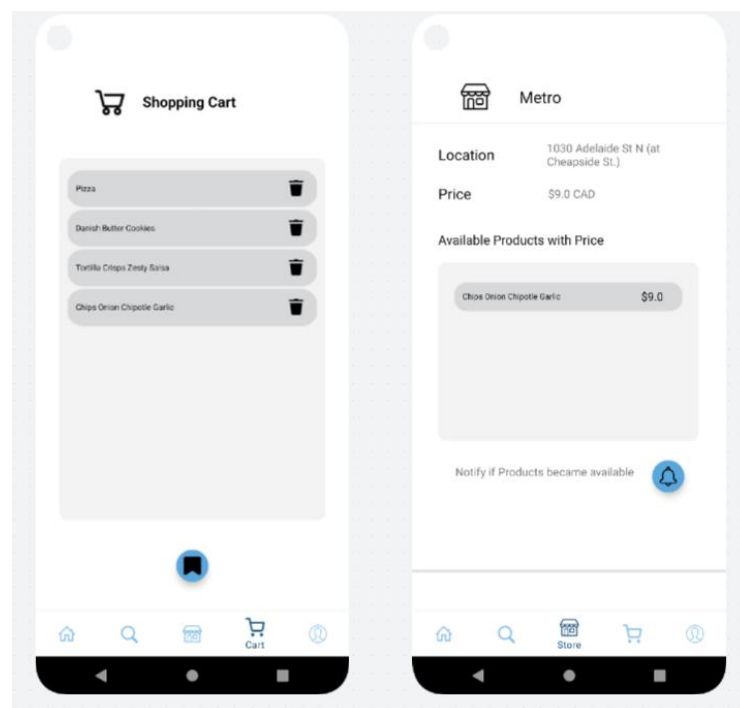 Shopping Cart
Pizza
Danish Butter Cookies
Tortilla Crisps Zesty Salsa
Chips Onion Chipotle Garlic
Cart
Metro
Location
1030 Adelaide St N (at
Cheapside St.)
Price
$9.0 CAD
Available Products with Price
Chips Onion Chipotle Garlic
$9.0
Notify if Products became available
Store